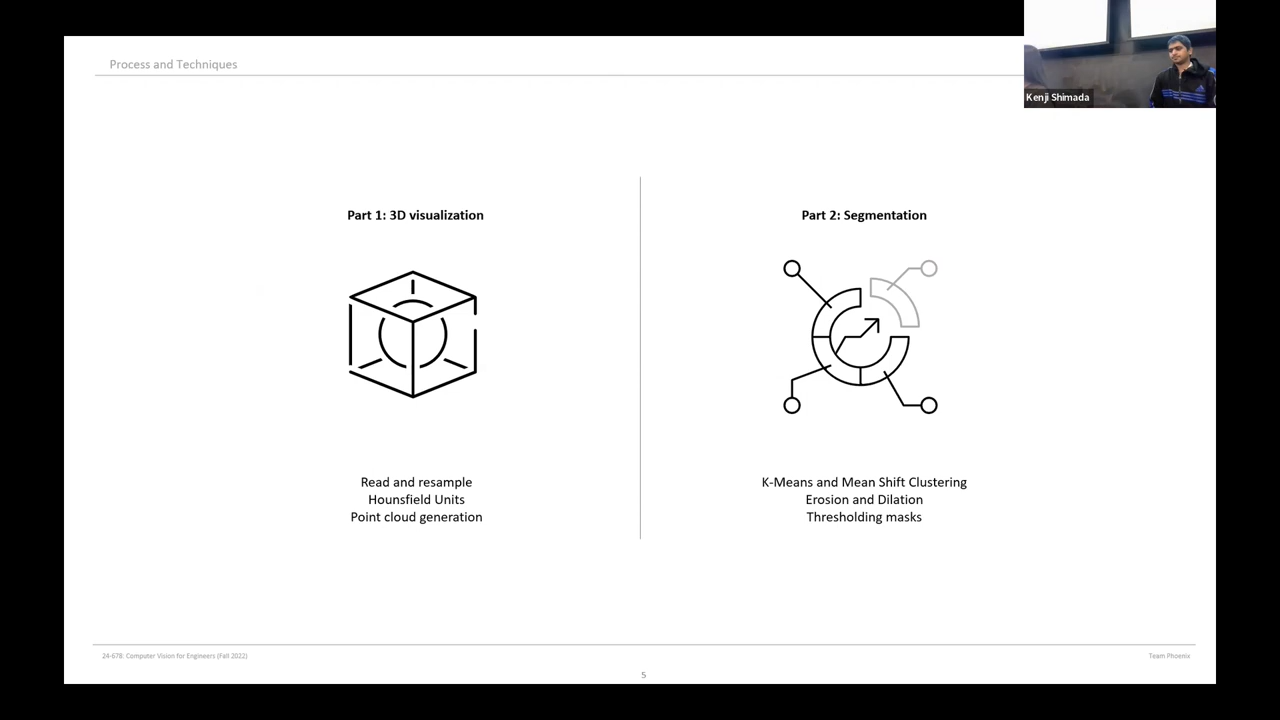 Process and Techniques
Kenji Shimada
Part 1: 3D visualization
Read and resample
Hounsfield Units
Point cloud generation
Part 2: Segmentation
K-Means and Mean Shift Clustering
Erosion and Dilation
Thresholding masks
24-678: Computer Vision for Engineers (Fall 2022)
Team Phoenix
5